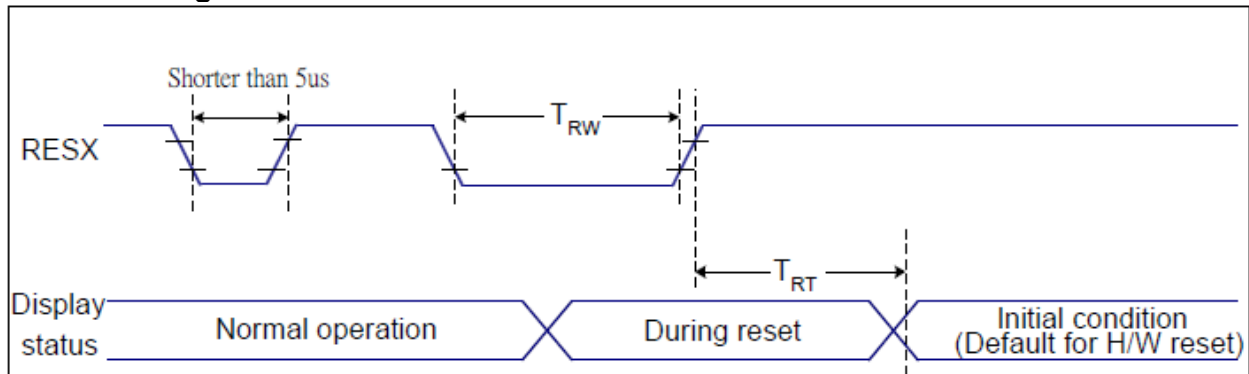 Shorter than 5us
TRW
RESX
TRT
Display
status
Normal operation
During reset
Initial condition
(Default for H/W reset)